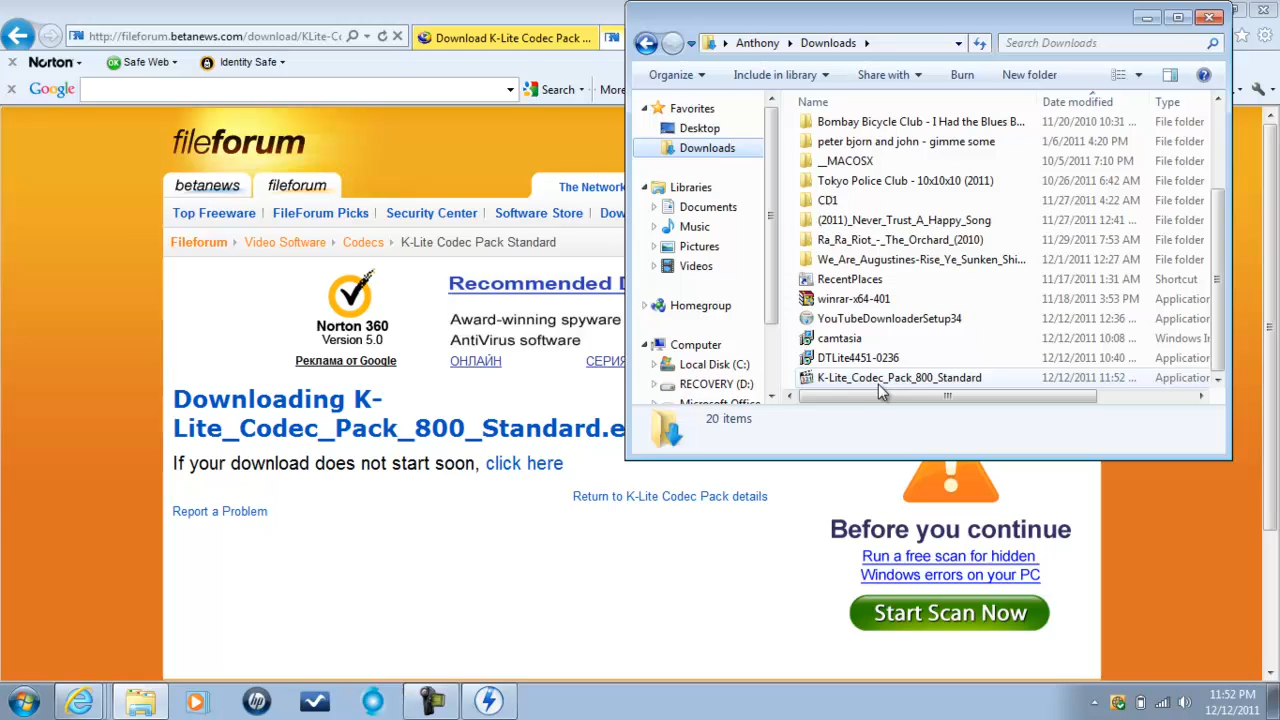 http://fileforum.betanews.com/download/KLite-Cc
Download K-Lite Codec Pack ...
Norton
Safe Web
Identity Safe
Google
Search
More
fileforum
betanews
fileforum
The Network
Top Freeware
FileForum Picks
Security Center
Software Store
Dow
Fileforum
Video Software
Codecs
K-Lite Codec Pack Standard
Norton 360
Version 5.0
Реклама от Google
Recommended D
Award-winning spyware
AntiVirus software
ОНЛАЙН
СЕРИЯ
Downloading K-
Lite_Codec_Pack_800_Standard.e
If your download does not start soon, click here
Return to K-Lite Codec Pack details
Report a Problem
Before you continue
Run a free scan for hidden
Windows errors on your PC
Start Scan Now
Anthony
Downloads
Search Downloads
Organize
Include in library
Share with
Burn
New folder
Favorites
Desktop
Downloads
Libraries
Documents
Music
Pictures
Videos
Homegroup
Computer
Local Disk (C:)
RECOVERY (D:)
Microsoft Office
Name Date modified Type
Bombay Bicycle Club - I Had the Blues B... 11/20/2010 10:31 ... File folder
peter bjorn and john - gimme some 1/6/2011 4:20 PM File folder
__MACOSX 10/5/2011 7:10 PM File folder
Tokyo Police Club - 10x10x10 (2011) 10/26/2011 6:42 AM File folder
CD1 11/27/2011 4:22 AM File folder
(2011)_Never_Trust_A_Happy_Song 11/27/2011 12:41 ... File folder
Ra_Ra_Riot_-_The_Orchard_(2010) 11/29/2011 7:53 AM File folder
We_Are_Augustines-Rise_Ye_Sunken_Shi... 12/1/2011 12:27 AM File folder
RecentPlaces 11/17/2011 1:31 AM Shortcut
winrar-x64-401 11/18/2011 3:53 PM Application
YouTubeDownloaderSetup34 12/12/2011 12:36 ... Application
camtasia 12/12/2011 10:08 ... Windows I
DTLite4451-0236 12/12/2011 10:40 ... Application
K-Lite_Codec_Pack_800_Standard 12/12/2011 11:52 ... Application
20 items
11:52 PM
12/12/2011